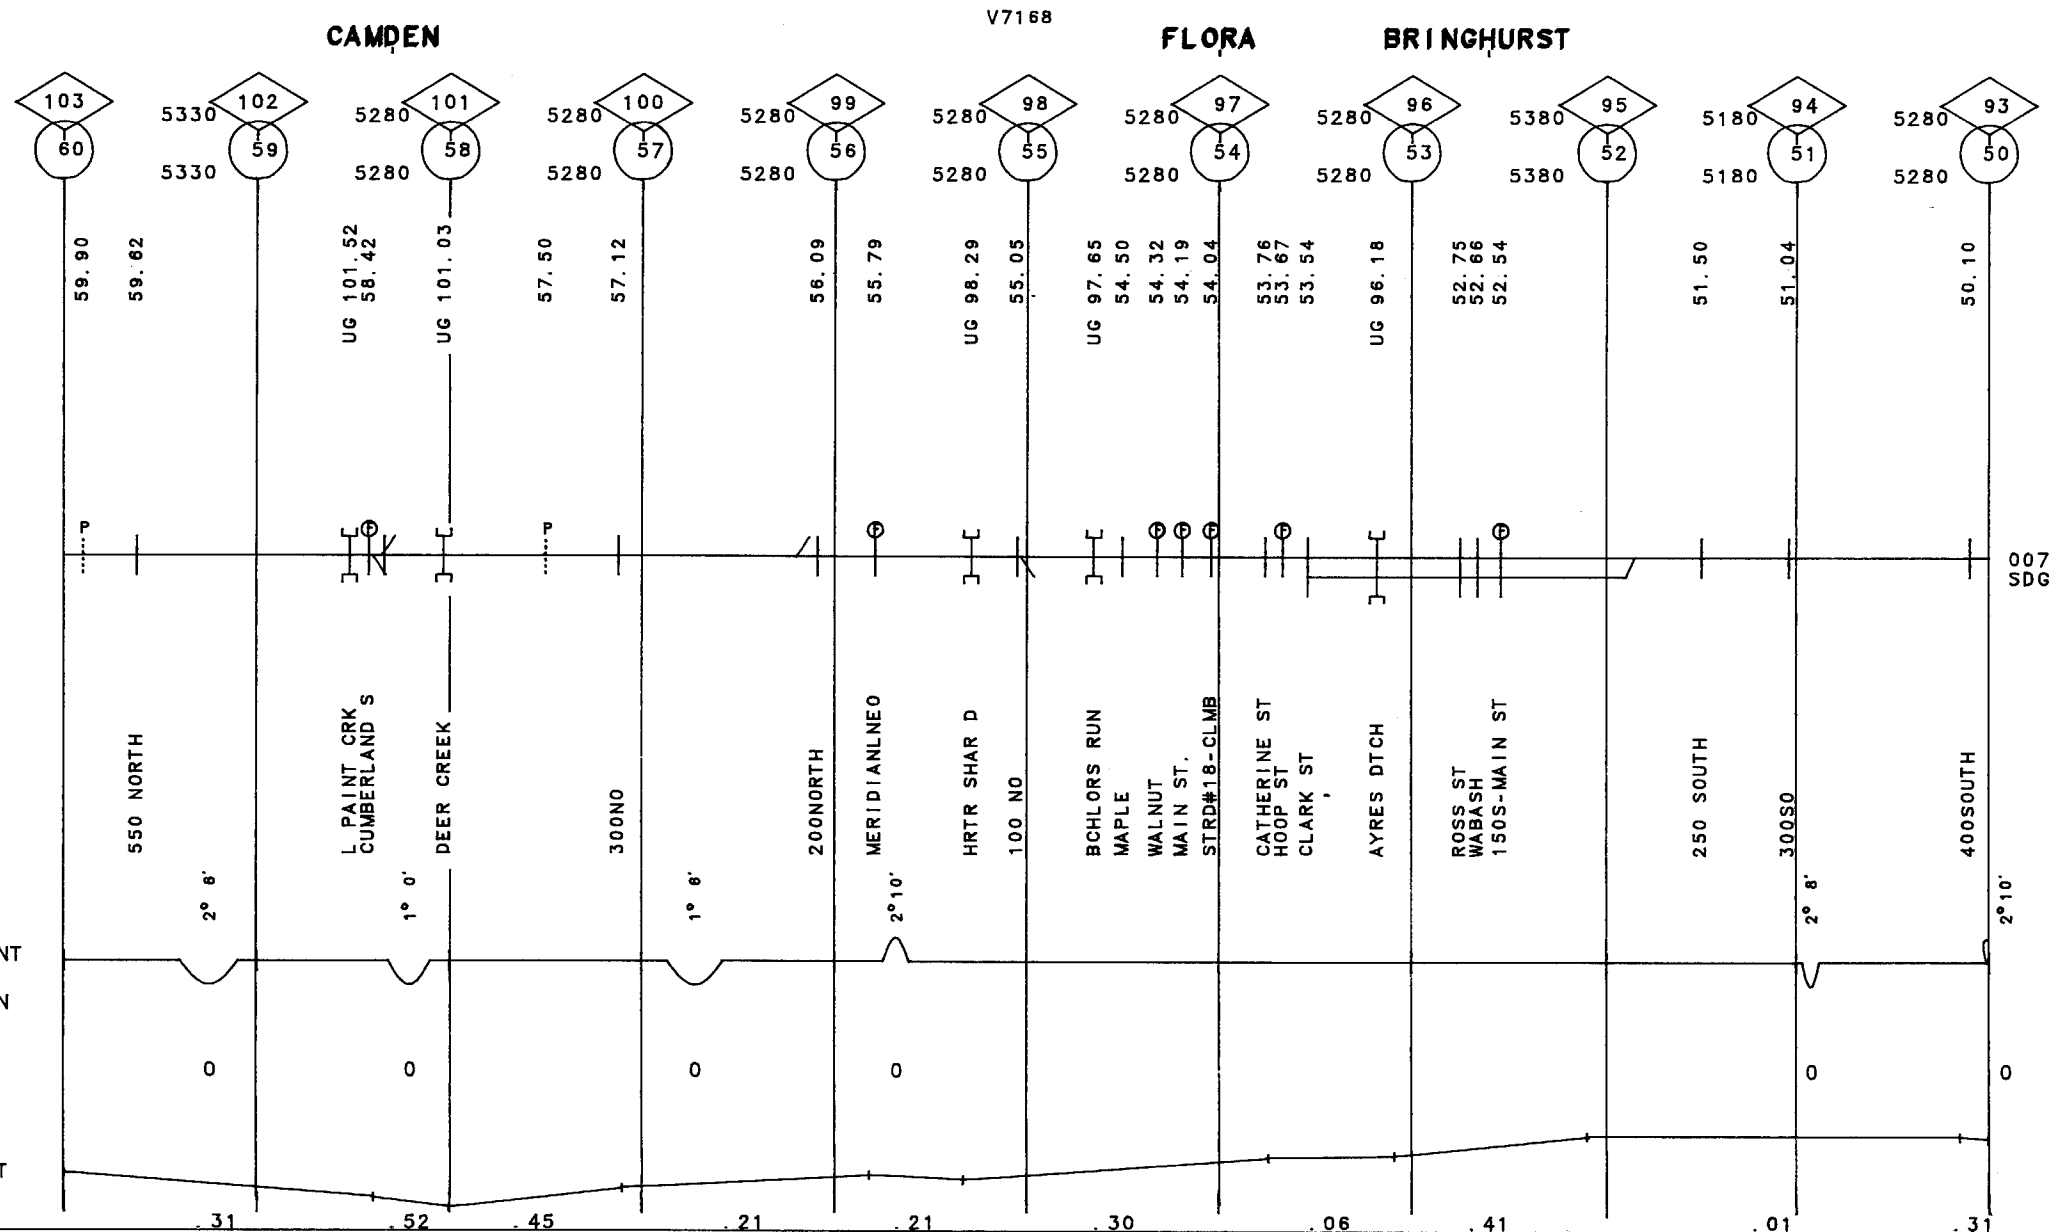 V7168
CAMDEN FLORA BRINGHURST
103 102 101 100 99 98 97 96 95 94 93
5330 5280 5280 5280 5280 5280 5280 5380 5180 5280
60 59 58 57 56 55 54 53 52 51 50
5330 5280 5280 5280 5280 5280 5280 5380 5180 5280
59.90
59.62
UG 101.52
58.42
UG 101.03
57.50
57.12
56.09
55.79
UG 98.29
55.05
UG 97.65
54.50
54.32
54.19
54.04
53.76
53.67
53.54
UG 96.18
52.75
52.66
52.54
51.50
51.04
50.10
P F P F F F F F F
007
SDG
550 NORTH
L PAINT CRK
CUMBERLAND S
DEER CREEK
300NO
200NORTH
MERIDIANLNEO
HRTR SHAR D
100 NO
BCHLORS RUN
MAPLE
WALNUT
MAIN ST.
STRD#18-CLMB
CATHERINE ST
HOOP ST
CLARK ST
AYRES DTCH
ROSS ST
WABASH
150S-MAIN ST
250 SOUTH
300SO
400SOUTH
2° 6' 1° 0' 1° 6' 2°10' 2° 8' 2°10'
NT
N
0 0 0 0 0 0
T
.31 .52 .45 .21 .21 .30 .06 .41 .01 .31